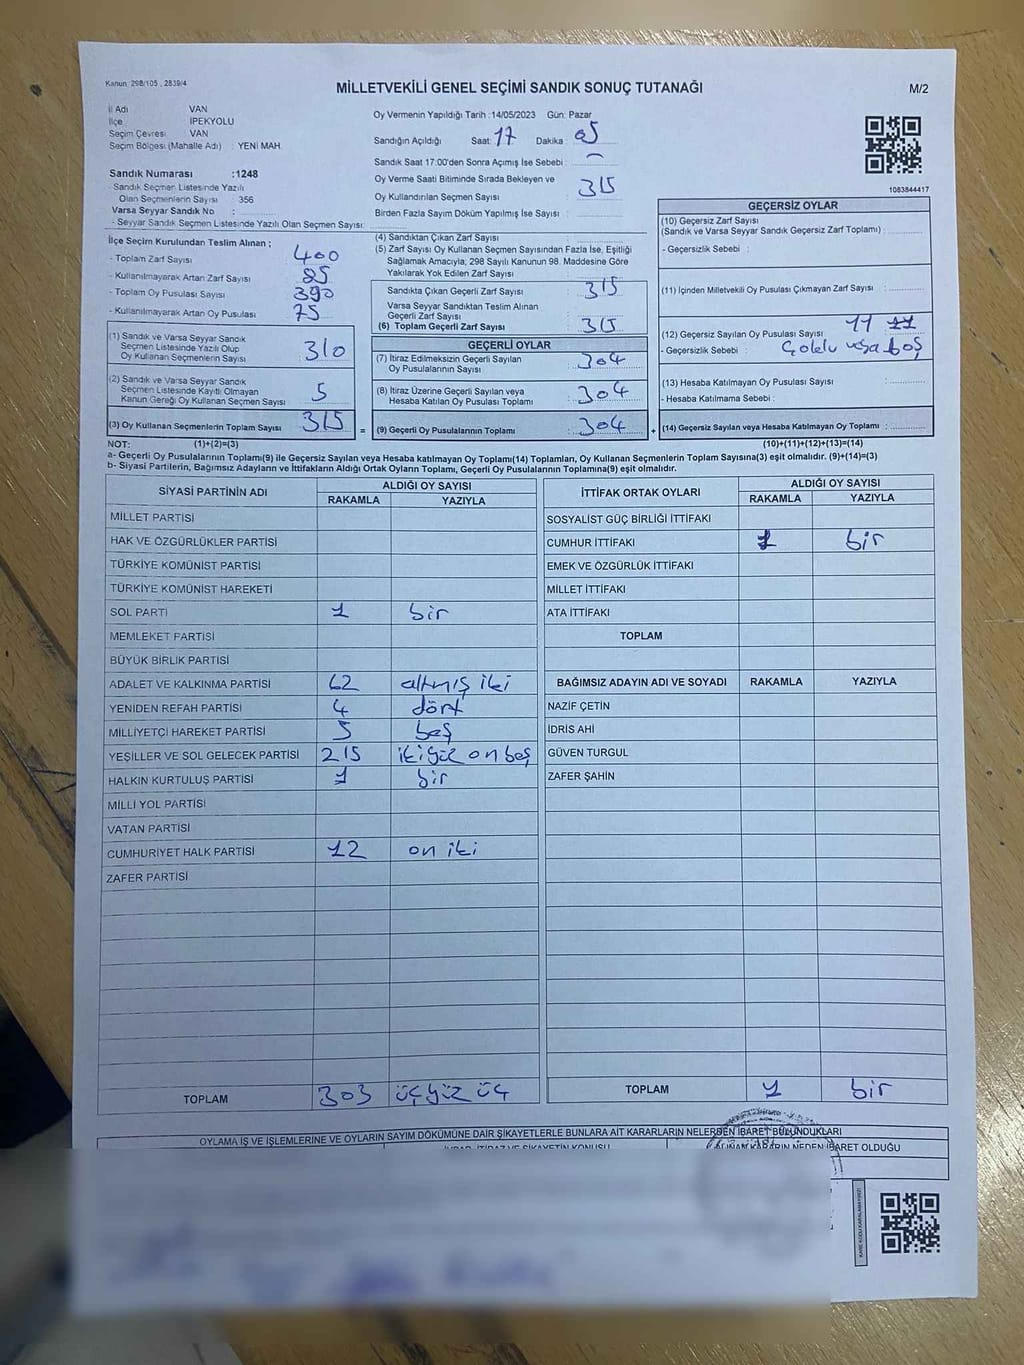 Kanun: 298/105 , 2839/4
MİLLETVEKİLİ GENEL SEÇİMİ SANDIK SONUÇ TUTANAĞI
M/2
İl Adı VAN
İlçe İPEKYOLU
Seçim Çevresi VAN
Seçim Bölgesi (Mahalle Adı) : YENİ MAH.
Sandık Numarası :1248
- Sandık Seçmen Listesinde Yazılı
Olan Seçmenlerin Sayısı 356
Varsa Seyyar Sandık No :
- Seyyar Sandık Seçmen Listesinde Yazılı Olan Seçmen Sayısı:
Oy Vermenin Yapıldığı Tarih :14/05/2023 Gün: Pazar
Sandığın Açıldığı Saat: 17 Dakika : 05
Sandık Saat 17:00'den Sonra Açımış İse Sebebi : -
Oy Verme Saati Bitiminde Sırada Bekleyen ve
Oy Kullandırılan Seçmen Sayısı : 315
Birden Fazla Sayım Döküm Yapılmış İse Sayısı :
1083844417
İlçe Seçim Kurulundan Teslim Alınan ;
- Toplam Zarf Sayısı 400
- Kullanılmayarak Artan Zarf Sayısı 85
- Toplam Oy Pusulası Sayısı 390
- Kullanılmayarak Artan Oy Pusulası 75
(1) Sandık ve Varsa Seyyar Sandık
Seçmen Listesinde Yazılı Olup
Oy Kullanan Seçmenlerin Sayısı 310
(2) Sandık ve Varsa Seyyar Sandık
Seçmen Listesinde Kayıtlı Olmayan
Kanun Gereği Oy Kullanan Seçmen Sayısı 5
(3) Oy Kullanan Seçmenlerin Toplam Sayısı 315 =
(4) Sandıktan Çıkan Zarf Sayısı
(5) Zarf Sayısı Oy Kullanan Seçmen Sayısından Fazla İse, Eşitliği
Sağlamak Amacıyla; 298 Sayılı Kanunun 98. Maddesine Göre
Yakılarak Yok Edilen Zarf Sayısı
Sandıkta Çıkan Geçerli Zarf Sayısı : 315
Varsa Seyyar Sandıktan Teslim Alınan
Geçerli Zarf Sayısı
(6) Toplam Geçerli Zarf Sayısı : 315
GEÇERLİ OYLAR
(7) İtiraz Edilmeksizin Geçerli Sayılan
Oy Pusulalarının Sayısı 304
(8) İtiraz Üzerine Geçerli Sayılan veya
Hesaba Katılan Oy Pusulası Toplamı : 304
(9) Geçerli Oy Pusulalarının Toplamı : 304 +
GEÇERSİZ OYLAR
(10) Geçersiz Zarf Sayısı
(Sandık ve Varsa Seyyar Sandık Geçersiz Zarf Toplamı) :
- Geçersizlik Sebebi :
(11) İçinden Milletvekili Oy Pusulası Çıkmayan Zarf Sayısı :
(12) Geçersiz Sayılan Oy Pusulası Sayısı : 11
- Geçersizlik Sebebi : çoklu veya boş
(13) Hesaba Katılmayan Oy Pusulası Sayısı :
- Hesaba Katılmama Sebebi :
(14) Geçersiz Sayılan veya Hesaba Katılmayan Oy Toplamı :
NOT: (1)+(2)=(3) (10)+(11)+(12)+(13)=(14)
a- Geçerli Oy Pusulalarının Toplamı(9) ile Geçersiz Sayılan veya Hesaba katılmayan Oy Toplamı(14) Toplamları, Oy Kullanan Seçmenlerin Toplam Sayısına(3) eşit olmalıdır. (9)+(14)=(3)
b- Siyasi Partilerin, Bağımsız Adayların ve İttifakların Aldığı Ortak Oyların Toplamı, Geçerli Oy Pusulalarının Toplamına(9) eşit olmalıdır.
SİYASİ PARTİNİN ADI ALDIĞI OY SAYISI
RAKAMLA YAZIYLA
MİLLET PARTİSİ
HAK VE ÖZGÜRLÜKLER PARTİSİ
TÜRKİYE KOMÜNİST PARTİSİ
TÜRKİYE KOMÜNİST HAREKETİ
SOL PARTİ 1 bir
MEMLEKET PARTİSİ
BÜYÜK BİRLİK PARTİSİ
ADALET VE KALKINMA PARTİSİ 62 altmış iki
YENİDEN REFAH PARTİSİ 4 dört
MİLLİYETÇİ HAREKET PARTİSİ 5 beş
YEŞİLLER VE SOL GELECEK PARTİSİ 215 ikiyüz on beş
HALKIN KURTULUŞ PARTİSİ 1 bir
MİLLİ YOL PARTİSİ
VATAN PARTİSİ
CUMHURİYET HALK PARTİSİ 12 on iki
ZAFER PARTİSİ
TOPLAM 303 üçyüz üç
İTTİFAK ORTAK OYLARI ALDIĞI OY SAYISI
RAKAMLA YAZIYLA
SOSYALİST GÜÇ BİRLİĞİ İTTİFAKI
CUMHUR İTTİFAKI 1 bir
EMEK VE ÖZGÜRLÜK İTTİFAKI
MİLLET İTTİFAKI
ATA İTTİFAKI
TOPLAM
BAĞIMSIZ ADAYIN ADI VE SOYADI RAKAMLA YAZIYLA
NAZİF ÇETİN
İDRİS AHİ
GÜVEN TURGUL
ZAFER ŞAHİN
TOPLAM 1 bir
OYLAMA İŞ VE İŞLEMLERİNE VE OYLARIN SAYIM DÖKÜMÜNE DAİR ŞİKAYETLERLE BUNLARA AİT KARARLARIN NELERDEN İBARET BULUNDUKLARI
İHBAR, İTİRAZ VE ŞİKAYETİN KONUSU ALINAN KARARIN NEDEN İBARET OLDUĞU
KARE KODU KARALAMAYINIZ!